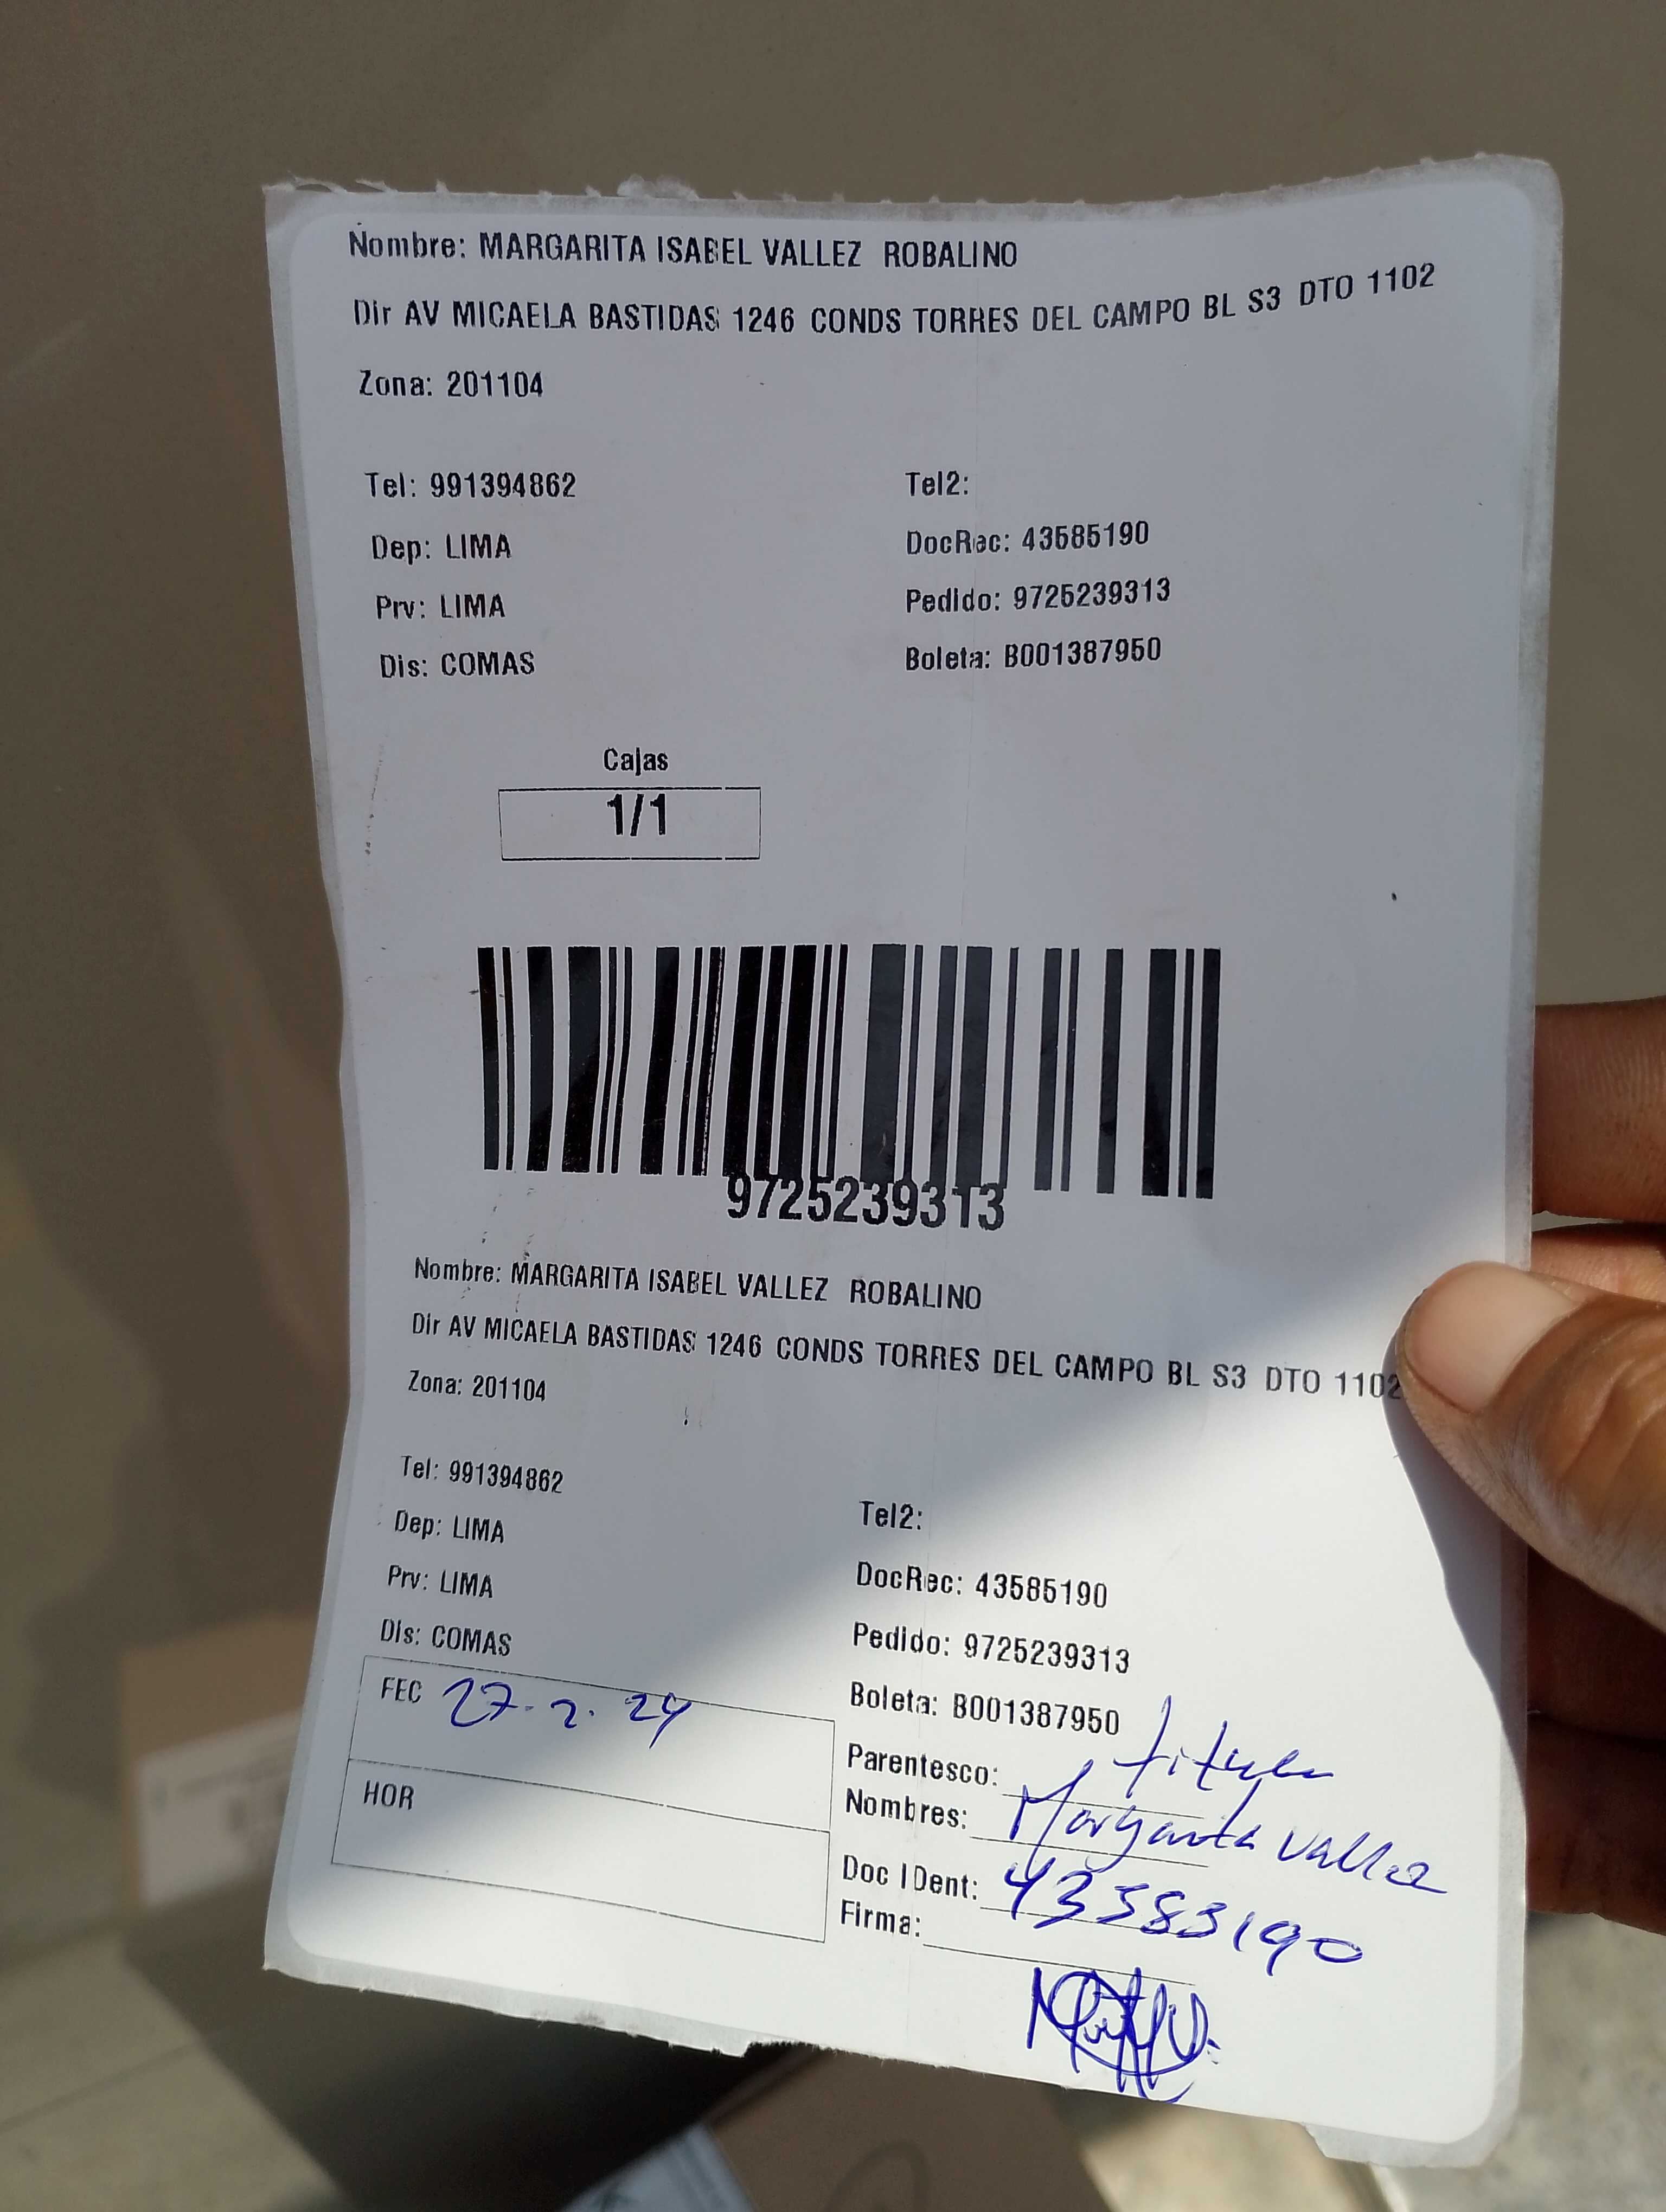 Nombre: MARGARITA ISABEL VALLEZ ROBALINO
Dir AV MICAELA BASTIDAS 1246 CONDS TORRES DEL CAMPO BL S3 DTO 1102
Zona: 201104
Tel: 991394862
Tel2:
Dep: LIMA
DocRec: 43585190
Prv: LIMA
Pedido: 9725239313
Dis: COMAS
Boleta: B001387950
Cajas
1/1
9725239313
Nombre: MARGARITA ISABEL VALLEZ ROBALINO
Dir AV MICAELA BASTIDAS 1246 CONDS TORRES DEL CAMPO BL S3 DTO 1102
Zona: 201104
Tel: 991394862
Tel2:
Dep: LIMA
DocRec: 43585190
Prv: LIMA
Pedido: 9725239313
Dis: COMAS
Boleta: B001387950
FEC 27-2.24
HOR
Parentesco: titular
Nombres: Margarita Vallez
Doc IDent: 43585190
Firma: